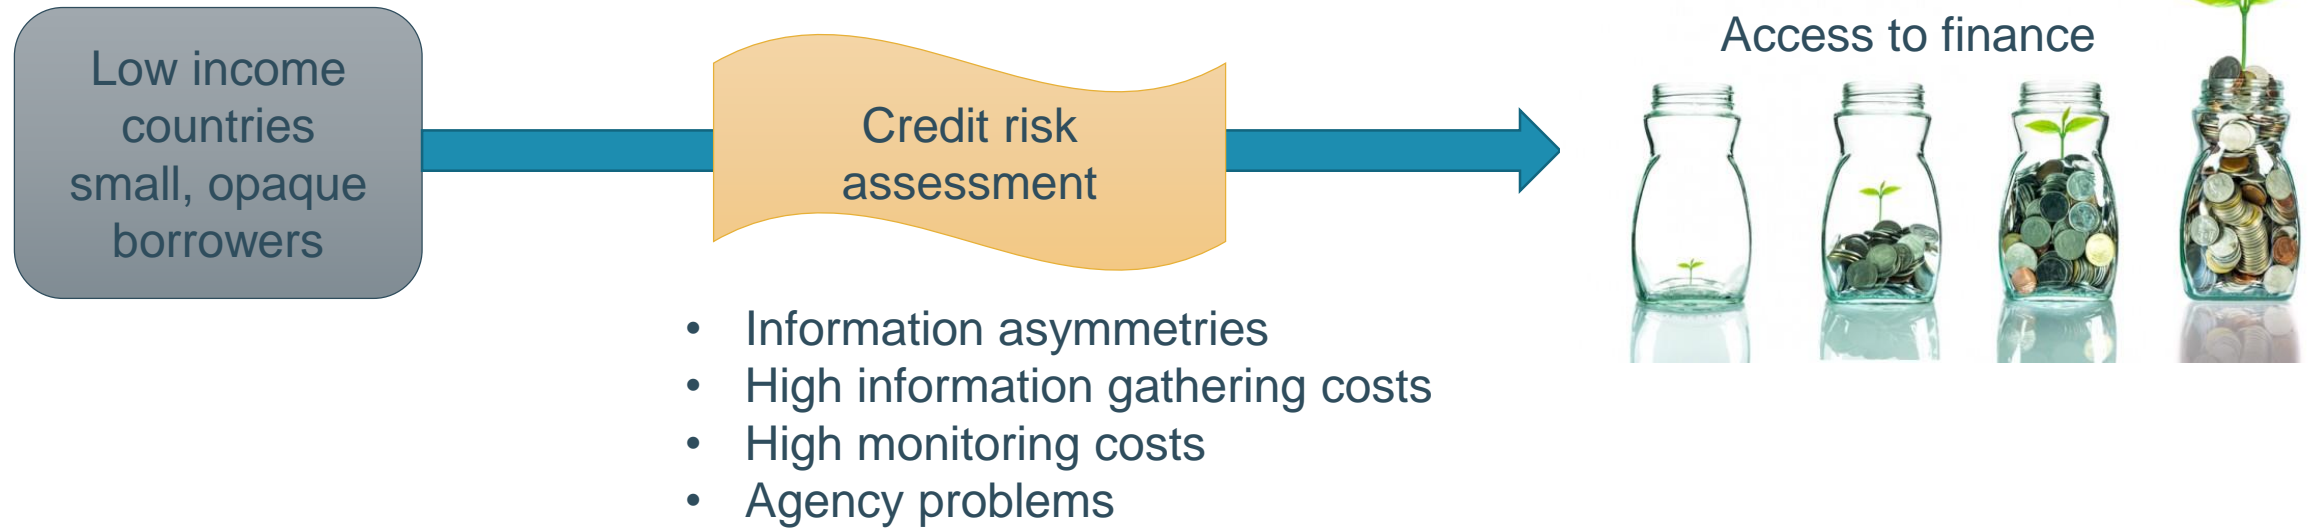 Low income
countries
small, opaque
borrowers
Credit risk
assessment
• Information asymmetries
• High information gathering costs
• High monitoring costs
• Agency problems
Access to finance